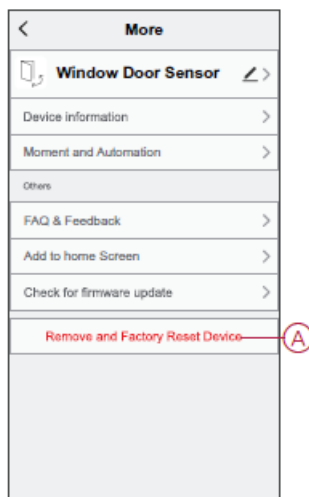 More
Window Door Sensor
Device information
Moment and Automation
Others
FAQ & Feedback
Add to home Screen
Check for firmware update
Remove and Factory Reset Device
A